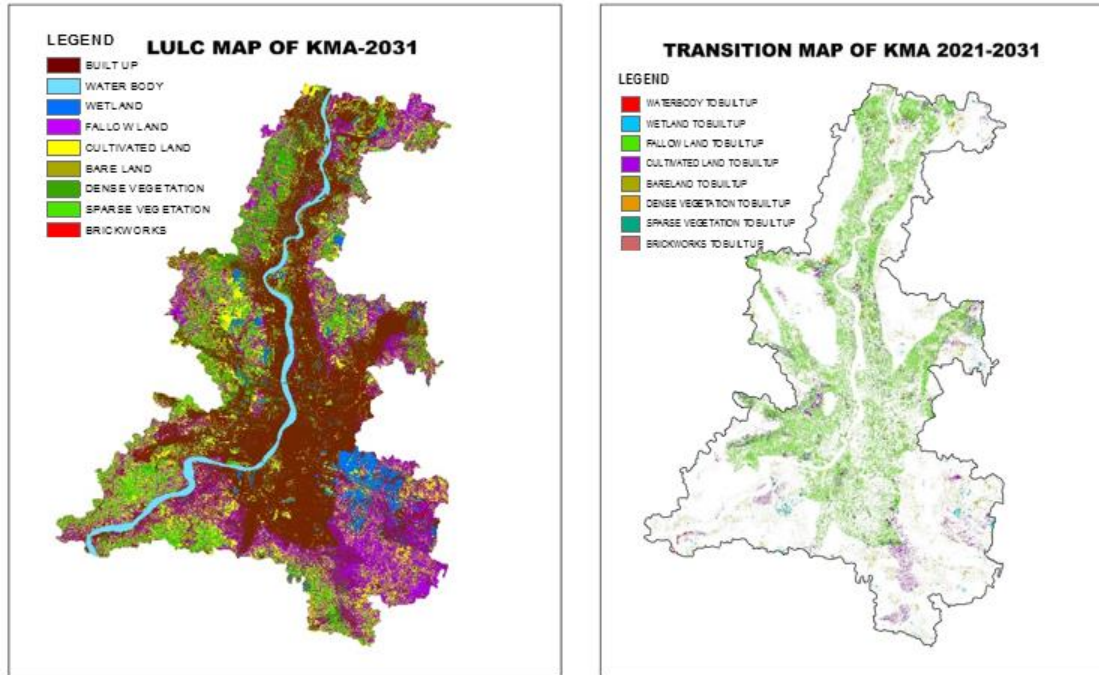 LEGEND
LULC MAP OF KMA-2031
BUILT UP
WATER BODY
WETLAND
FALLOW LAND
CULTIVATED LAND
BARE LAND
DENSE VEGETATION
SPARSE VEGETATION
BRICKWORKS
TRANSITION MAP OF KMA 2021-2031
LEGEND
WATERBODY TO BUILTUP
WETLAND TO BUILTUP
FALLOW LAND TO BUILTUP
CULTIVATED LAND TO BUILTUP
BARELAND TO BUILTUP
DENSE VEGETATION TO BUILTUP
SPARSE VEGETATION TO BUILTUP
BRICKWORKS TO BUILTUP